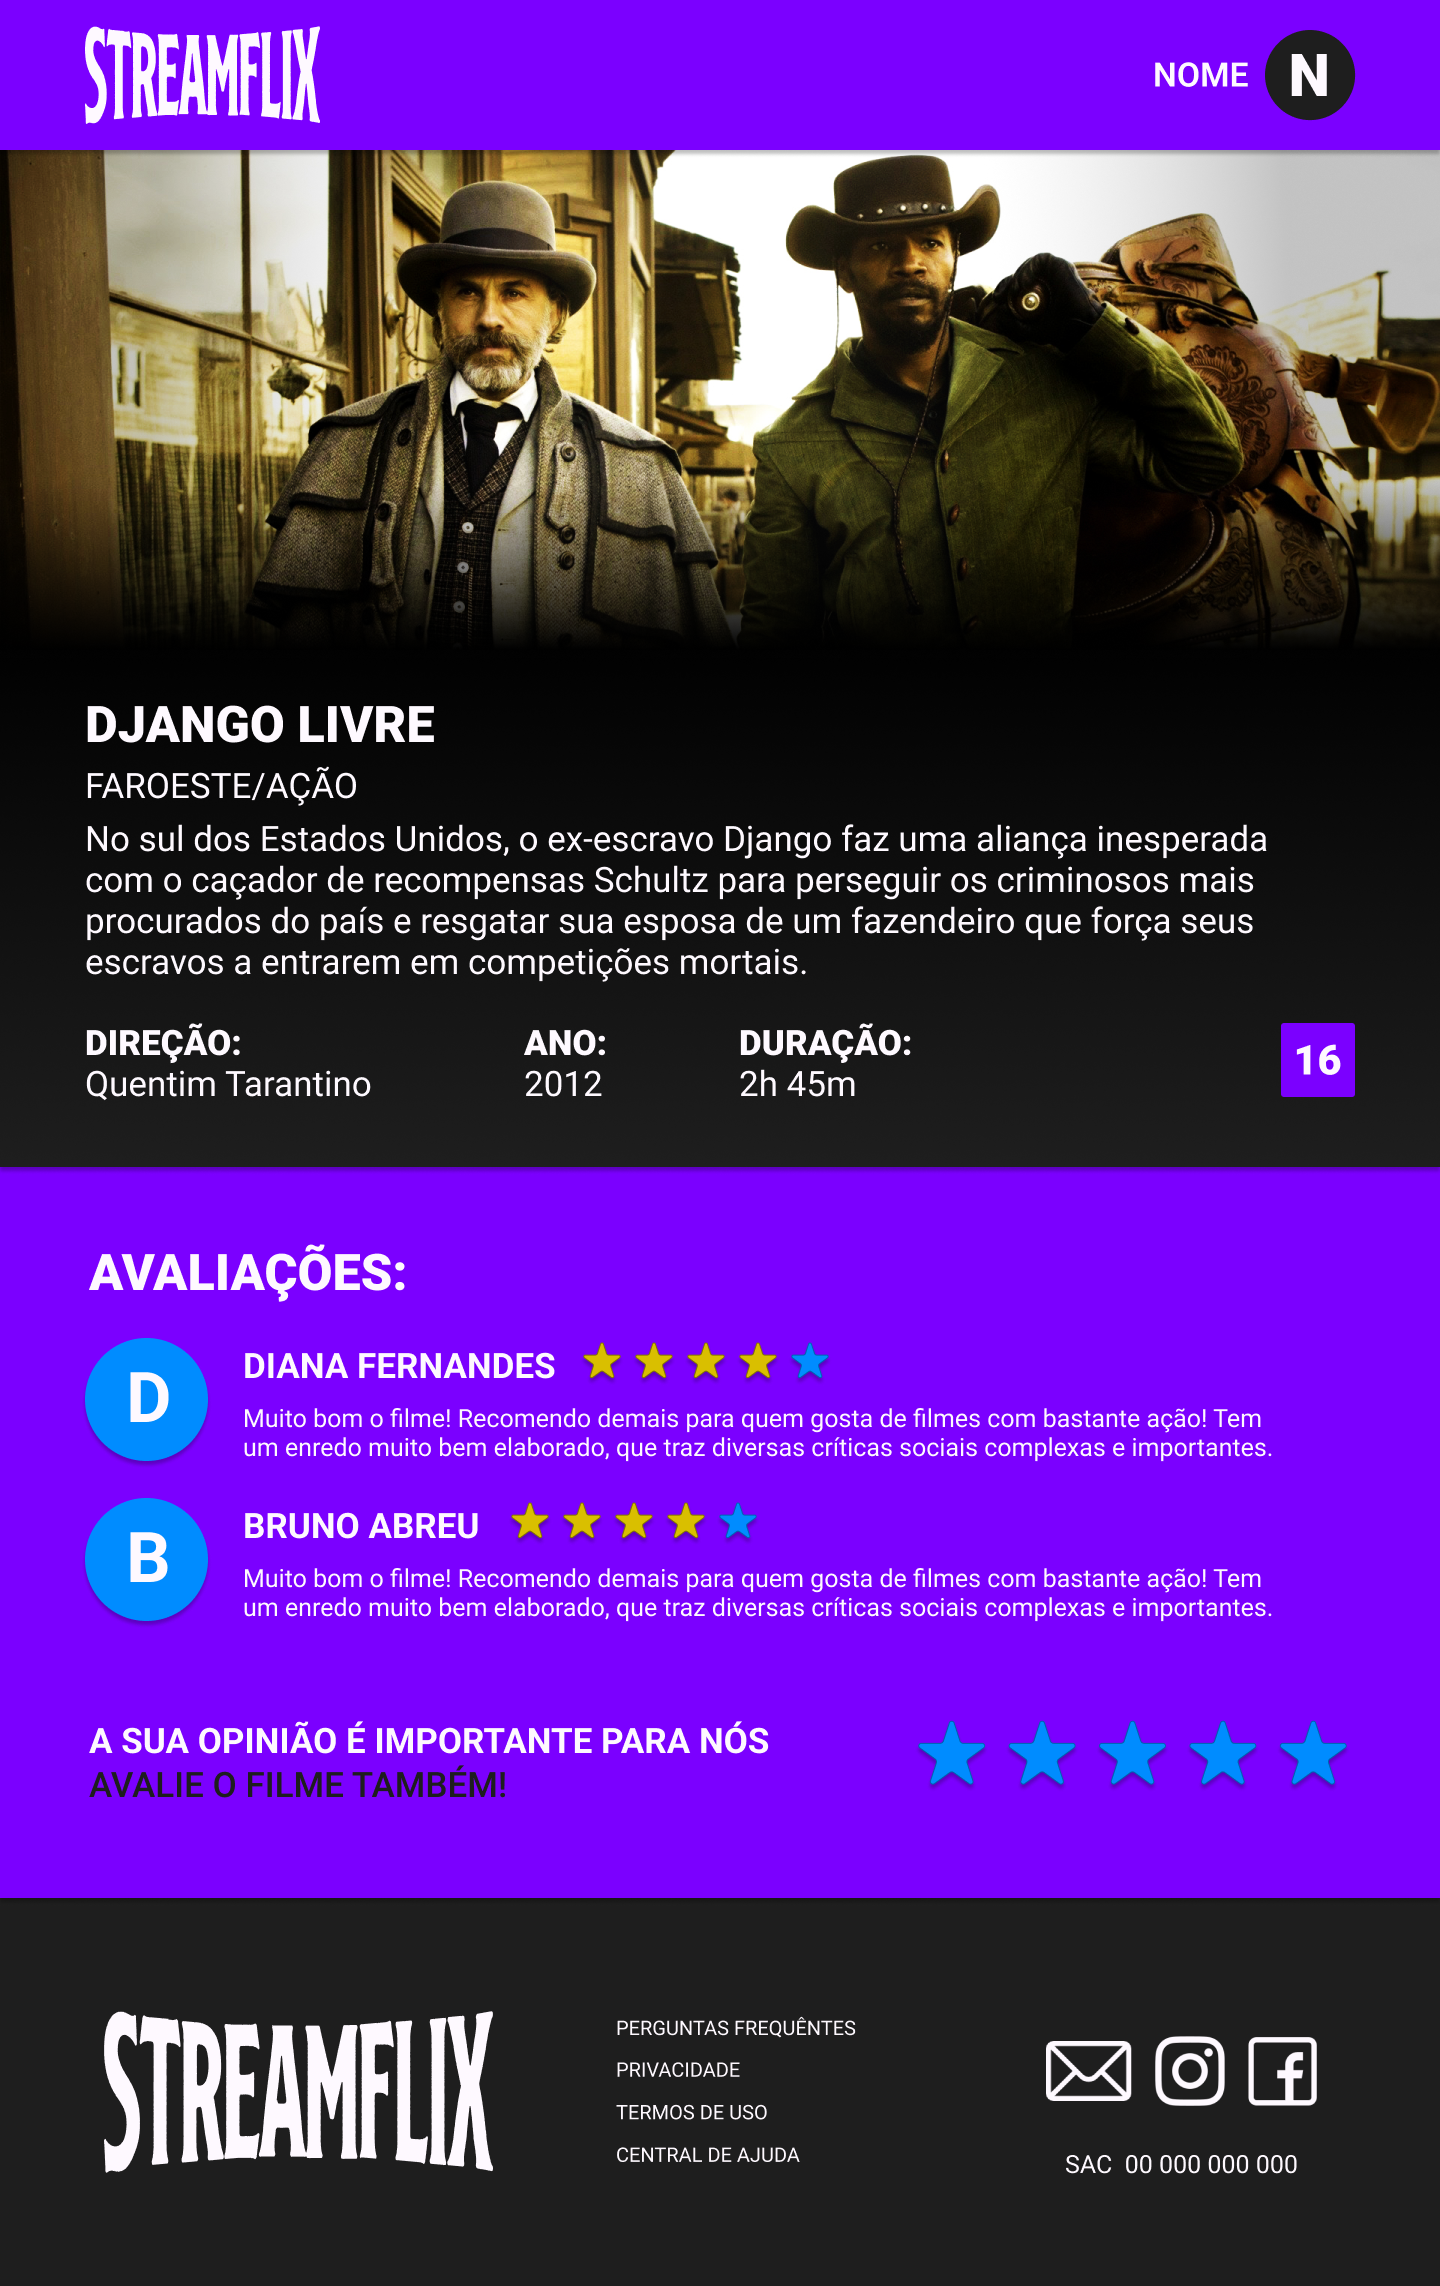 STREAMFLIX
NOME
N
DJANGO LIVRE
FAROESTE/AÇÃO
No sul dos Estados Unidos, o ex-escravo Django faz uma aliança inesperada
com o caçador de recompensas Schultz para perseguir os criminosos mais
procurados do país e resgatar sua esposa de um fazendeiro que força seus
escravos a entrarem em competições mortais.
DIREÇÃO:
Quentim Tarantino
ANO:
2012
DURAÇÃO:
2h 45m
16
AVALIAÇÕES:
D
DIANA FERNANDES
Muito bom o filme! Recomendo demais para quem gosta de filmes com bastante ação! Tem
um enredo muito bem elaborado, que traz diversas críticas sociais complexas e importantes.
B
BRUNO ABREU
Muito bom o filme! Recomendo demais para quem gosta de filmes com bastante ação! Tem
um enredo muito bem elaborado, que traz diversas críticas sociais complexas e importantes.
A SUA OPINIÃO É IMPORTANTE PARA NÓS
AVALIE O FILME TAMBÉM!
STREAMFLIX
PERGUNTAS FREQUÊNTES
PRIVACIDADE
TERMOS DE USO
CENTRAL DE AJUDA
SAC  00 000 000 000